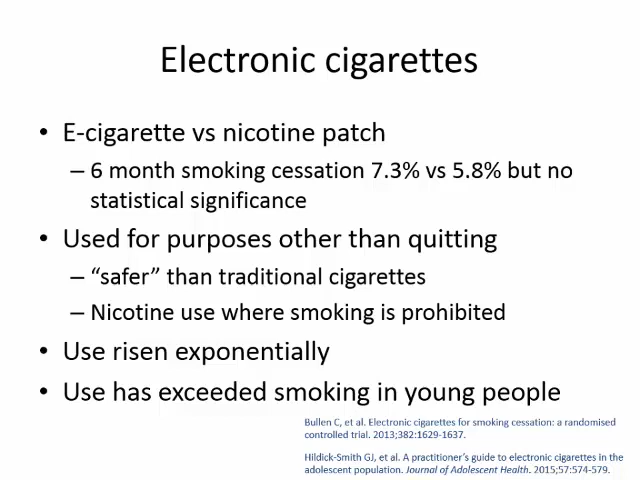 Electronic cigarettes
• E-cigarette vs nicotine patch
– 6 month smoking cessation 7.3% vs 5.8% but no
statistical significance
• Used for purposes other than quitting
– “safer” than traditional cigarettes
– Nicotine use where smoking is prohibited
• Use risen exponentially
• Use has exceeded smoking in young people
Bullen C, et al. Electronic cigarettes for smoking cessation: a randomised
controlled trial. 2013;382:1629-1637.
Hildick-Smith GJ, et al. A practitioner’s guide to electronic cigarettes in the
adolescent population. Journal of Adolescent Health. 2015;57:574-579.